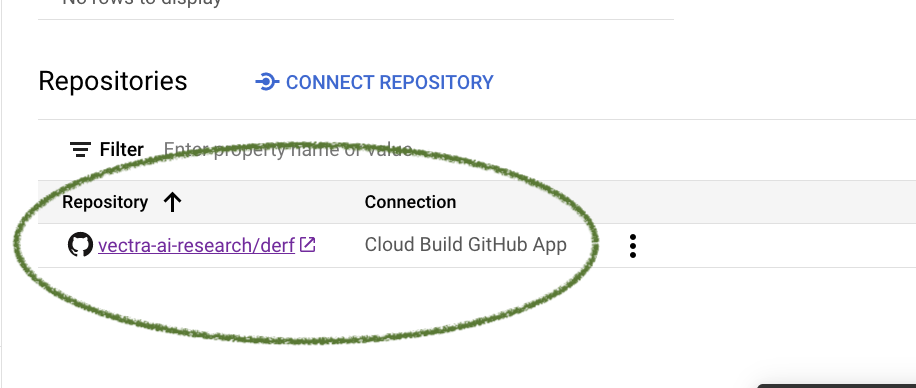 No rows to display
Repositories CONNECT REPOSITORY
Filter Enter property name or value
Repository Connection
vectra-ai-research/derf Cloud Build GitHub App